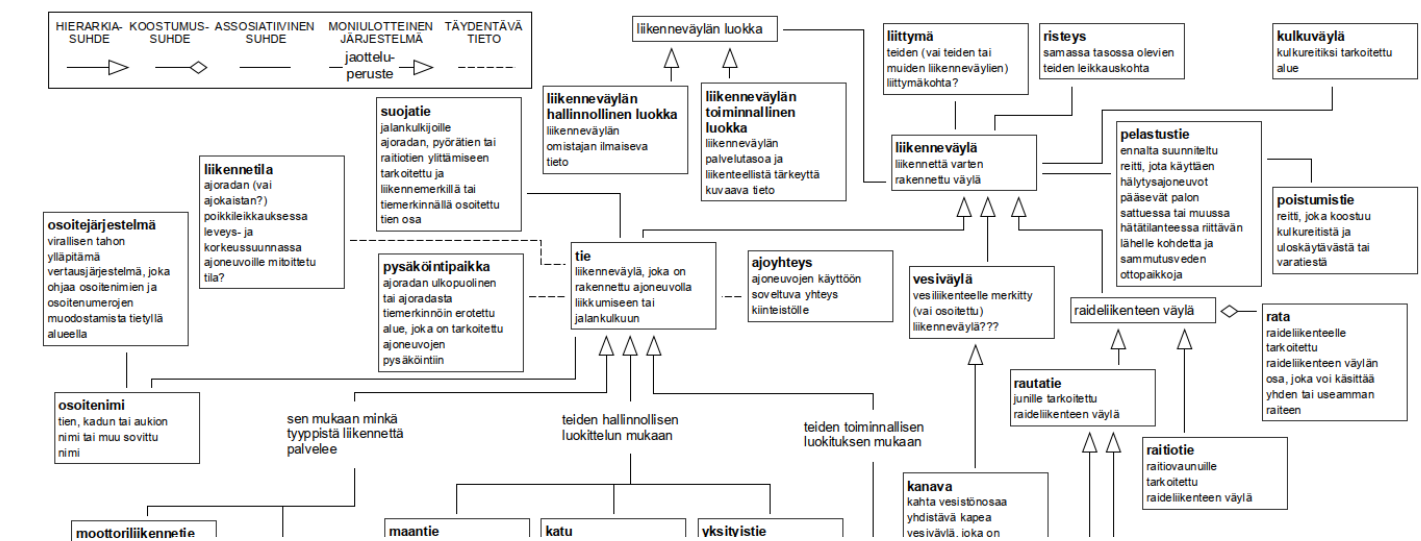 HIERARKIA-
SUHDE
KOOSTUMUS-
SUHDE
ASSOSIATIIVINEN
SUHDE
MONIULOTTEINEN
JÄRJESTELMÄ
TÄYDENTÄVÄ
TIETO
jaottelu-
peruste
liikenneväylän luokka
liittymä
teiden (vai teiden tai
muiden liikenneväylien)
liittymäkohta?
risteys
samassa tasossa olevien
teiden leikkauskohta
kulkuväylä
kulkureitiksi tarkoitettu
alue
suojatie
jalankulkijoille
ajoradan, pyörätien tai
raitiotien ylittämiseen
tarkoitettu ja
liikennemerkillä tai
tiemerkinnällä osoitettu
tien osa
liikenneväylän
hallinnollinen luokka
liikenneväylän
omistajan ilmaiseva
tieto
liikenneväylän
toiminnallinen
luokka
liikenneväylän
palvelutasoa ja
liikenteellistä tärkeyttä
kuvaava tieto
liikenneväylä
liikennettä varten
rakennettu väylä
pelastustie
ennalta suunniteltu
reitti, jota käyttäen
hälytysajoneuvot
pääsevät palon
sattuessa tai muussa
hätätilanteessa riittävän
lähelle kohdetta ja
sammutusveden
ottopaikkoja
poistumistie
reitti, joka koostuu
kulkureitistä ja
uloskäytävästä tai
varatiestä
liikennetila
ajoradan (vai
ajokaistan?)
poikkileikkauksessa
leveys- ja
korkeussuunnassa
ajoneuvoille mitoitettu
tila?
osoitejärjestelmä
virallisen tahon
ylläpitämä
vertausjärjestelmä, joka
ohjaa osoitenimien ja
osoitenumerojen
muodostamista tietyllä
alueella
pysäköintipaikka
ajoradan ulkopuolinen
tai ajoradasta
tiemerkinnöin erotettu
alue, joka on tarkoitettu
ajoneuvojen
pysäköintiin
tie
liikenneväylä, joka on
rakennettu ajoneuvolla
liikkumiseen tai
jalankulkuun
ajoyhteys
ajoneuvojen käyttöön
soveltuva yhteys
kiinteistölle
vesiväylä
vesiliikenteelle merkitty
(vai osoitettu)
liikenneväylä???
raideliikenteen väylä
rata
raideliikenteelle
tarkoitettu
raideliikenteen väylän
osa, joka voi käsittää
yhden tai useamman
raiteen
rautatie
junille tarkoitettu
raideliikenteen väylä
osoitenimi
tien, kadun tai aukion
nimi tai muu sovittu
nimi
sen mukaan minkä
tyyppistä liikennettä
palvelee
teiden hallinnollisen
luokittelun mukaan
teiden toiminnallisen
luokituksen mukaan
raitiotie
raitiovaunuille
tarkoitettu
raideliikenteen väylä
kanava
kahta vesistönosaa
yhdistävä kapea
vesiväylä, joka on
moottoriliikennetie
maantie
katu
yksityistie